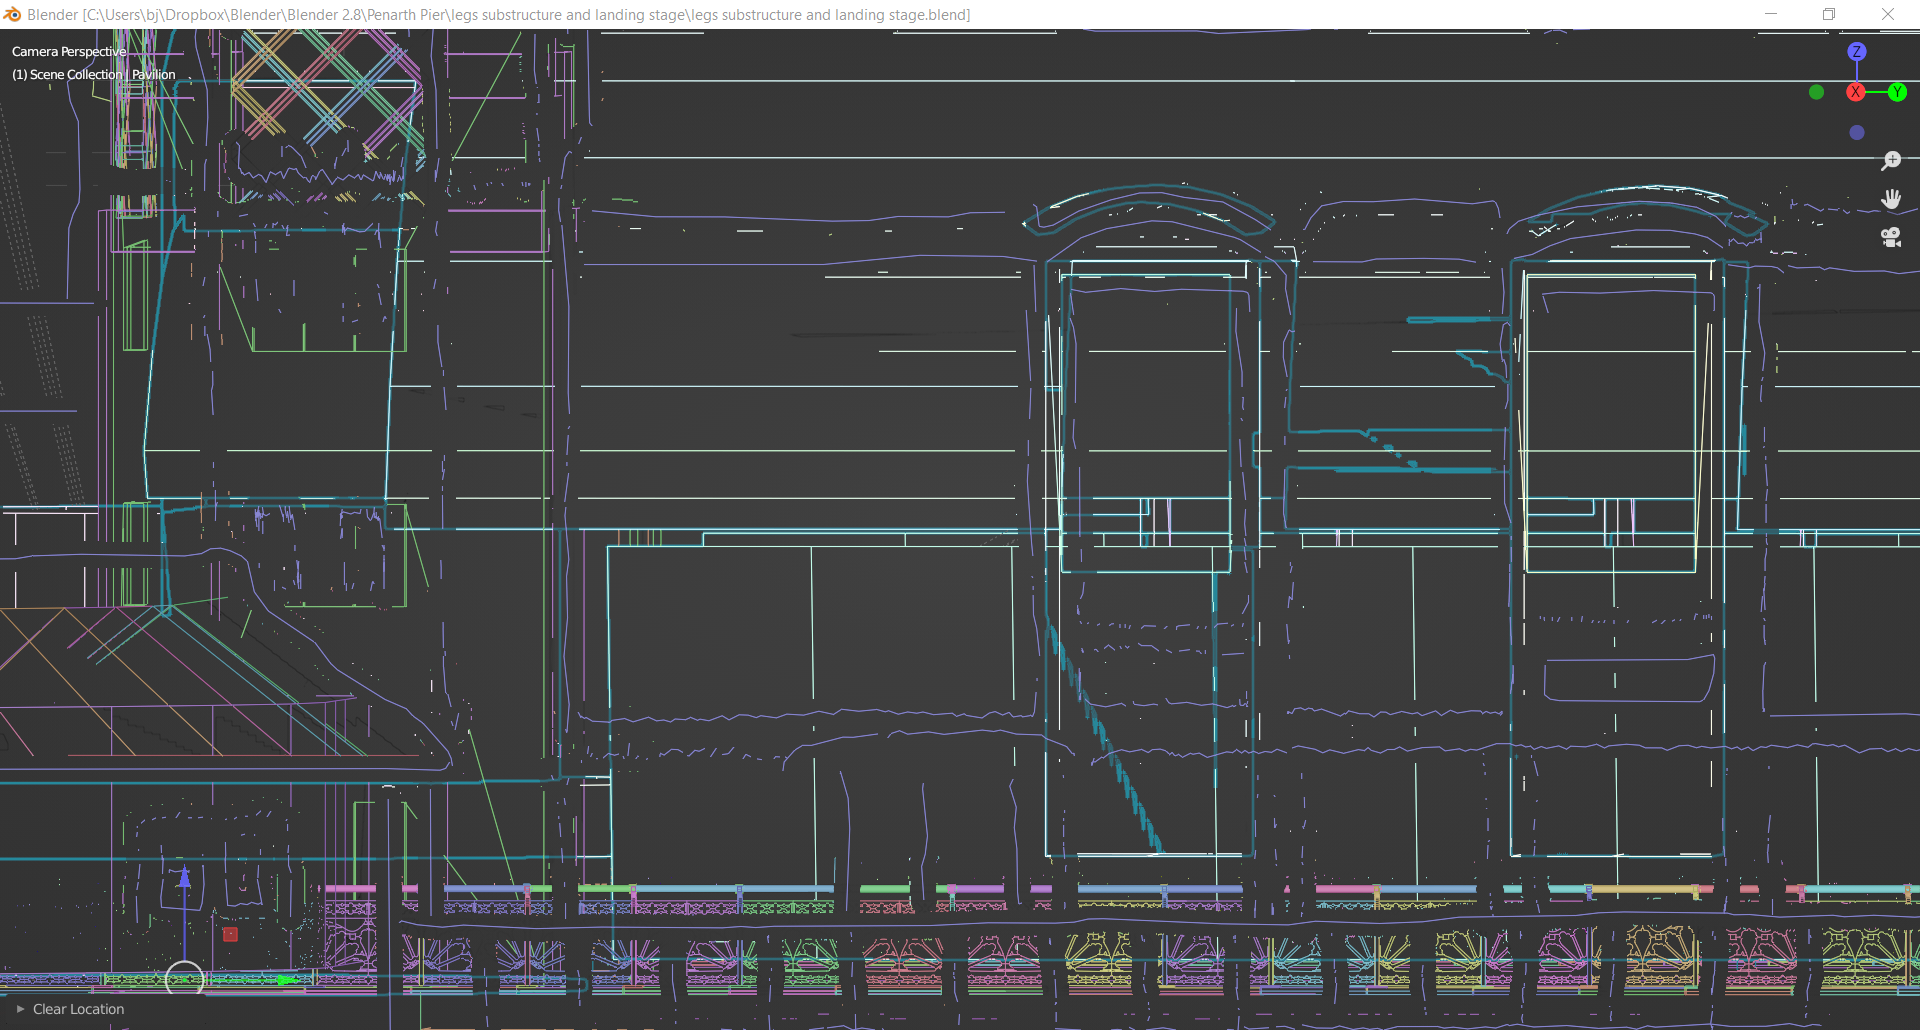 Blender [C:\Users\bj\Dropbox\Blender\Blender 2.8\Penarth Pier\legs substructure and landing stage\legs substructure and landing stage.blend]
Camera Perspective
(1) Scene Collection | Pavilion
Z
X
Y
Clear Location